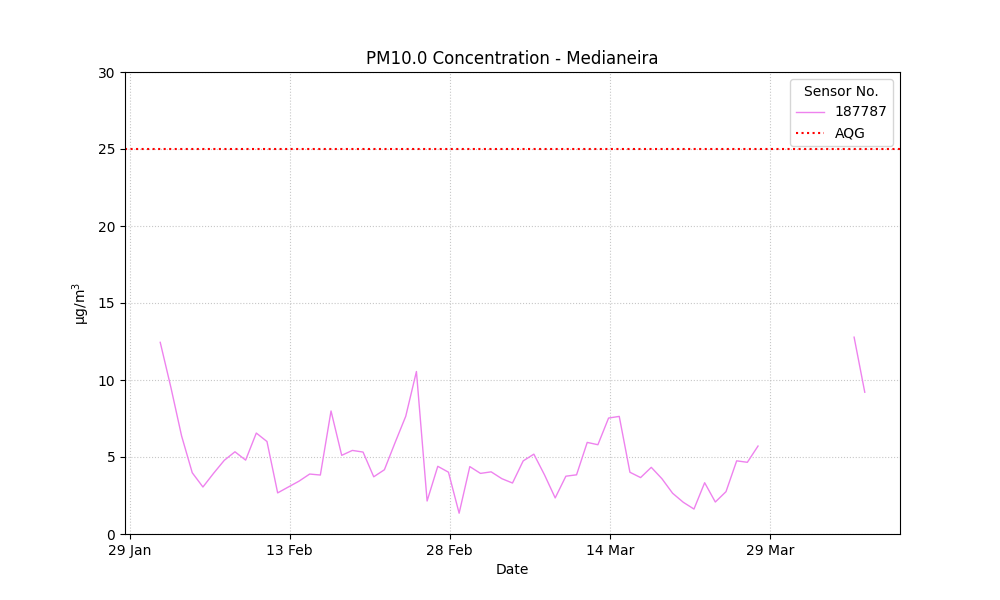 PM10.0 Concentration - Medianeira
Sensor No.
187787
AQG
30
25
20
15
10
5
0
µg/m³
29 Jan
13 Feb
28 Feb
14 Mar
29 Mar
Date